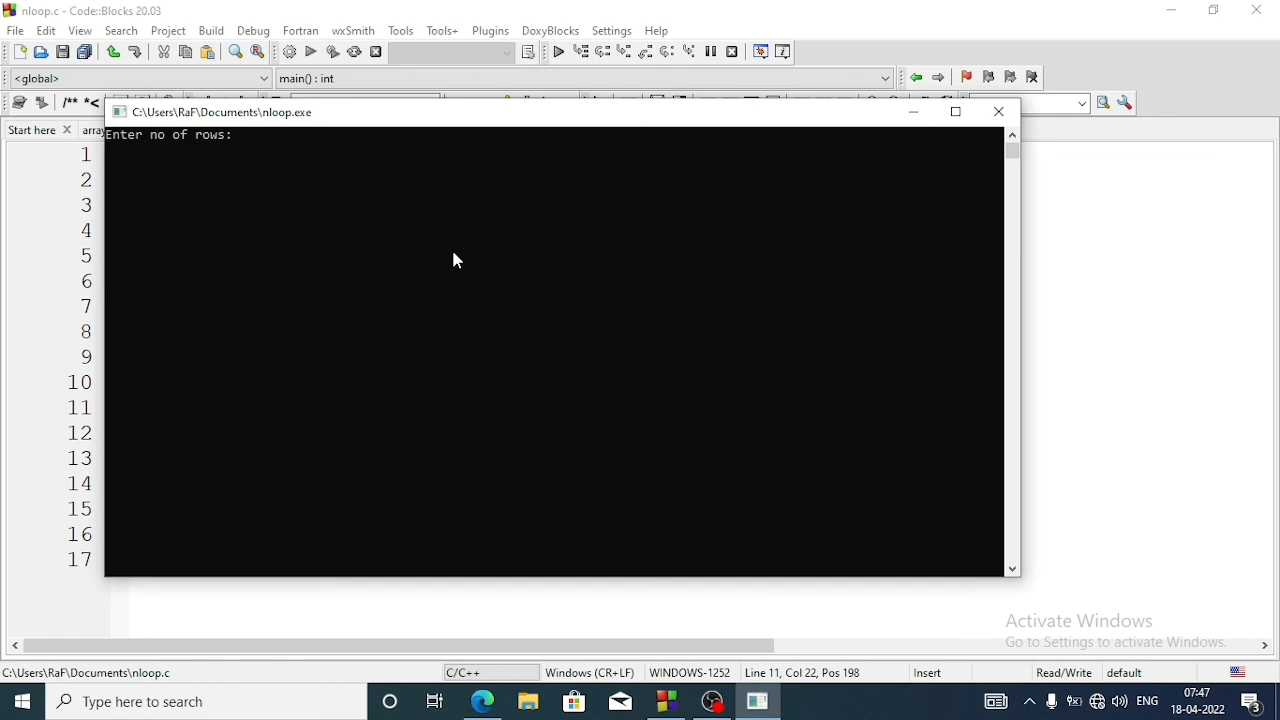 nloop.c - Code::Blocks 20.03
File Edit View Search Project Build Debug Fortran wxSmith Tools Tools+ Plugins DoxyBlocks Settings Help
<global> main() : int
/** *<
C:\Users\RaF\Documents\nloop.exe
Start here
Enter no of rows:
1
2
3
4
5
6
7
8
9
10
11
12
13
14
15
16
17
Activate Windows
Go to Settings to activate Windows.
C:\Users\RaF\Documents\nloop.c C/C++ Windows (CR+LF) WINDOWS-1252 Line 11, Col 22, Pos 198 Insert Read/Write default
Type here to search
ENG
07:47
18-04-2022
3